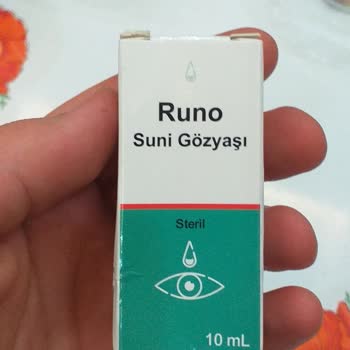 Runo
Suni Gözyaşı
Steril
10 mL